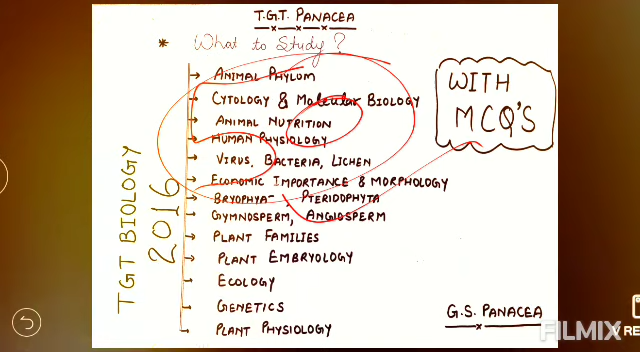 T.G.T. PANACEA
* What to Study?
→ ANIMAL PHYLUM
→ CYTOLOGY & MOLECULAR BIOLOGY
→ ANIMAL NUTRITION
→ HUMAN PHYSIOLOGY
→ VIRUS, BACTERIA, LICHEN
→ ECONOMIC IMPORTANCE & MORPHOLOGY
→ BRYOPHYA-, PTERIDOPHYTA
→ GYMNOSPERM, ANGIOSPERM
→ PLANT FAMILIES
→ PLANT EMBRYOLOGY
→ ECOLOGY
→ GENETICS
→ PLANT PHYSIOLOGY
WITH
MCQ'S
TGT BIOLOGY
2016
G.S. PANACEA
FILMIX
RE